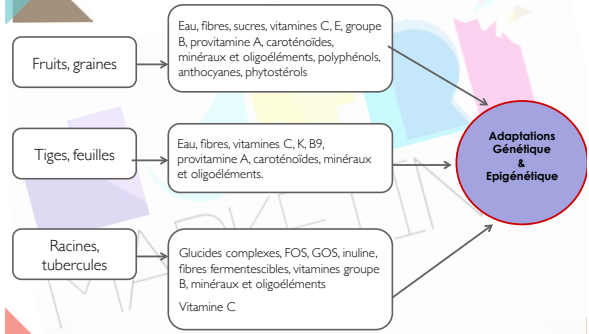 Fruits, graines
Eau, fibres, sucres, vitamines C, E, groupe
B, provitamine A, caroténoïdes,
minéraux et oligoéléments, polyphénols,
anthocyanes, phytostérols
Tiges, feuilles
Eau, fibres, vitamines C, K, B9,
provitamine A, caroténoïdes, minéraux
et oligoéléments.
Racines,
tubercules
Glucides complexes, FOS, GOS, inuline,
fibres fermentescibles, vitamines groupe
B, minéraux et oligoéléments
Vitamine C
Adaptations
Génétique
&
Epigénétique
MARKETIN